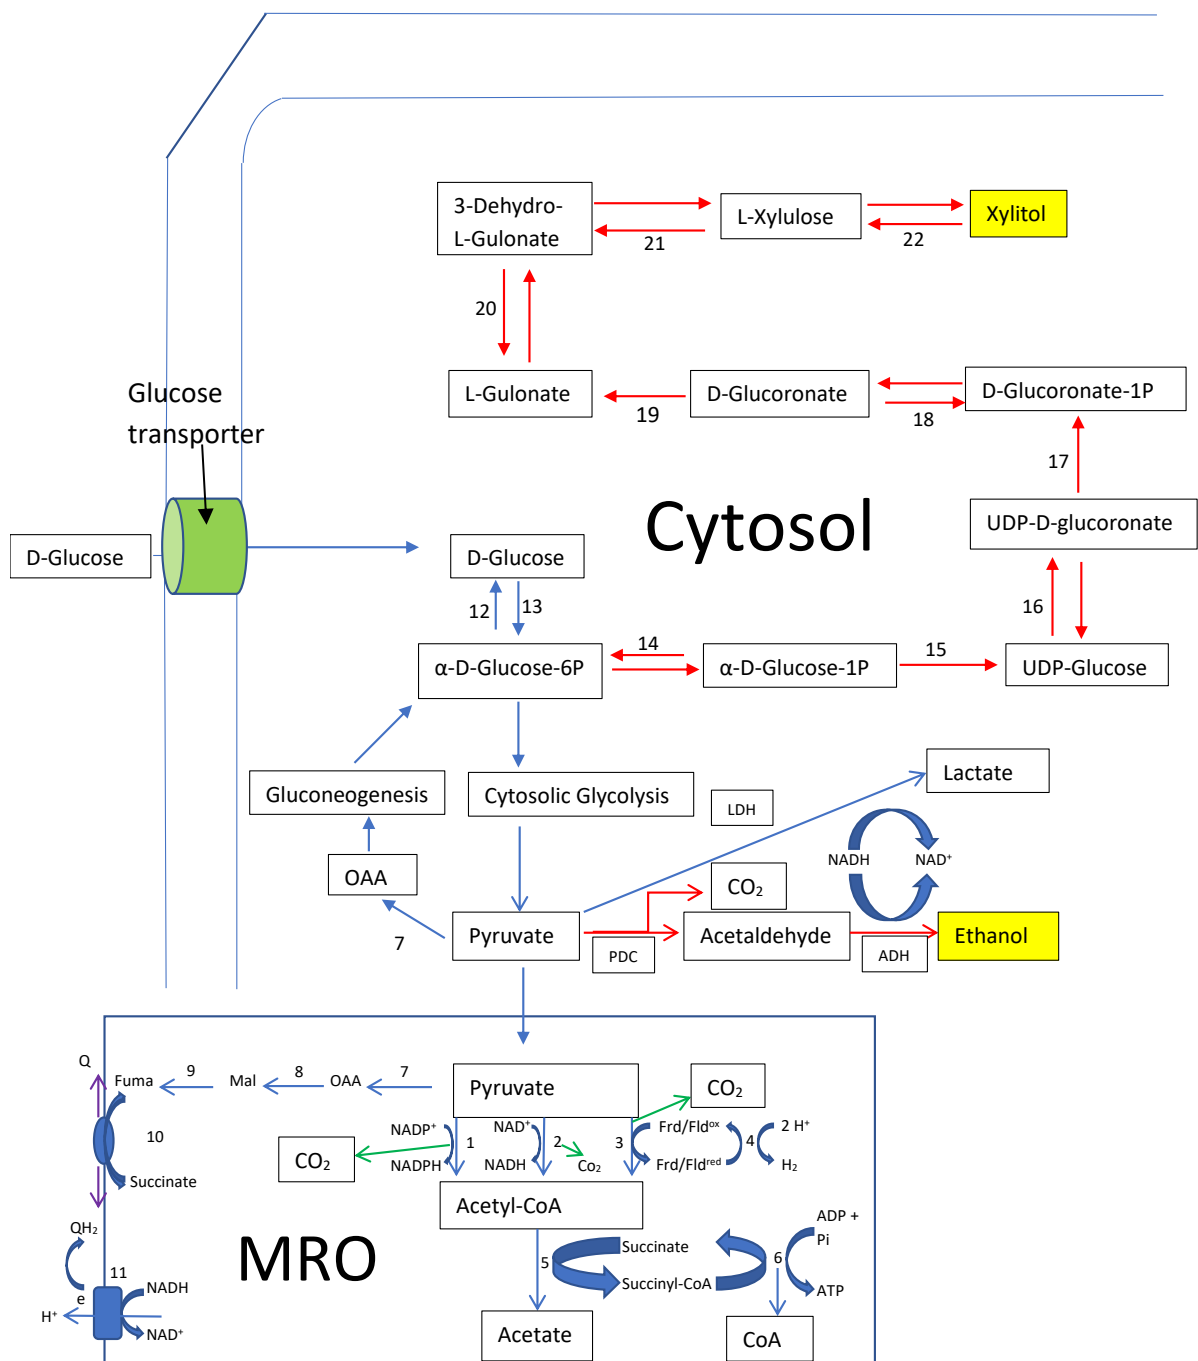 3-Dehydro-
L-Gulonate
L-Xylulose
Xylitol
21
22
20
Glucose
transporter
L-Gulonate
D-Glucoronate
D-Glucoronate-1P
19
18
17
Cytosol
UDP-D-glucoronate
D-Glucose
D-Glucose
12
13
16
14
15
α-D-Glucose-6P
α-D-Glucose-1P
UDP-Glucose
Gluconeogenesis
Cytosolic Glycolysis
Lactate
LDH
NADH
NAD⁺
OAA
CO₂
7
Pyruvate
Acetaldehyde
Ethanol
PDC
ADH
Q
Fuma
9
Mal
8
OAA
7
Pyruvate
CO₂
10
CO₂
NADP⁺
1
NADPH
NAD⁺
2
NADH
Co₂
3
Frd/Fldᵒˣ
Frd/Fldʳᵉᵈ
4
2 H⁺
H₂
Succinate
Acetyl-CoA
QH₂
MRO
ADP +
Pi
5
Succinate
Succinyl-CoA
6
ATP
11
e
H⁺
NADH
NAD⁺
Acetate
CoA